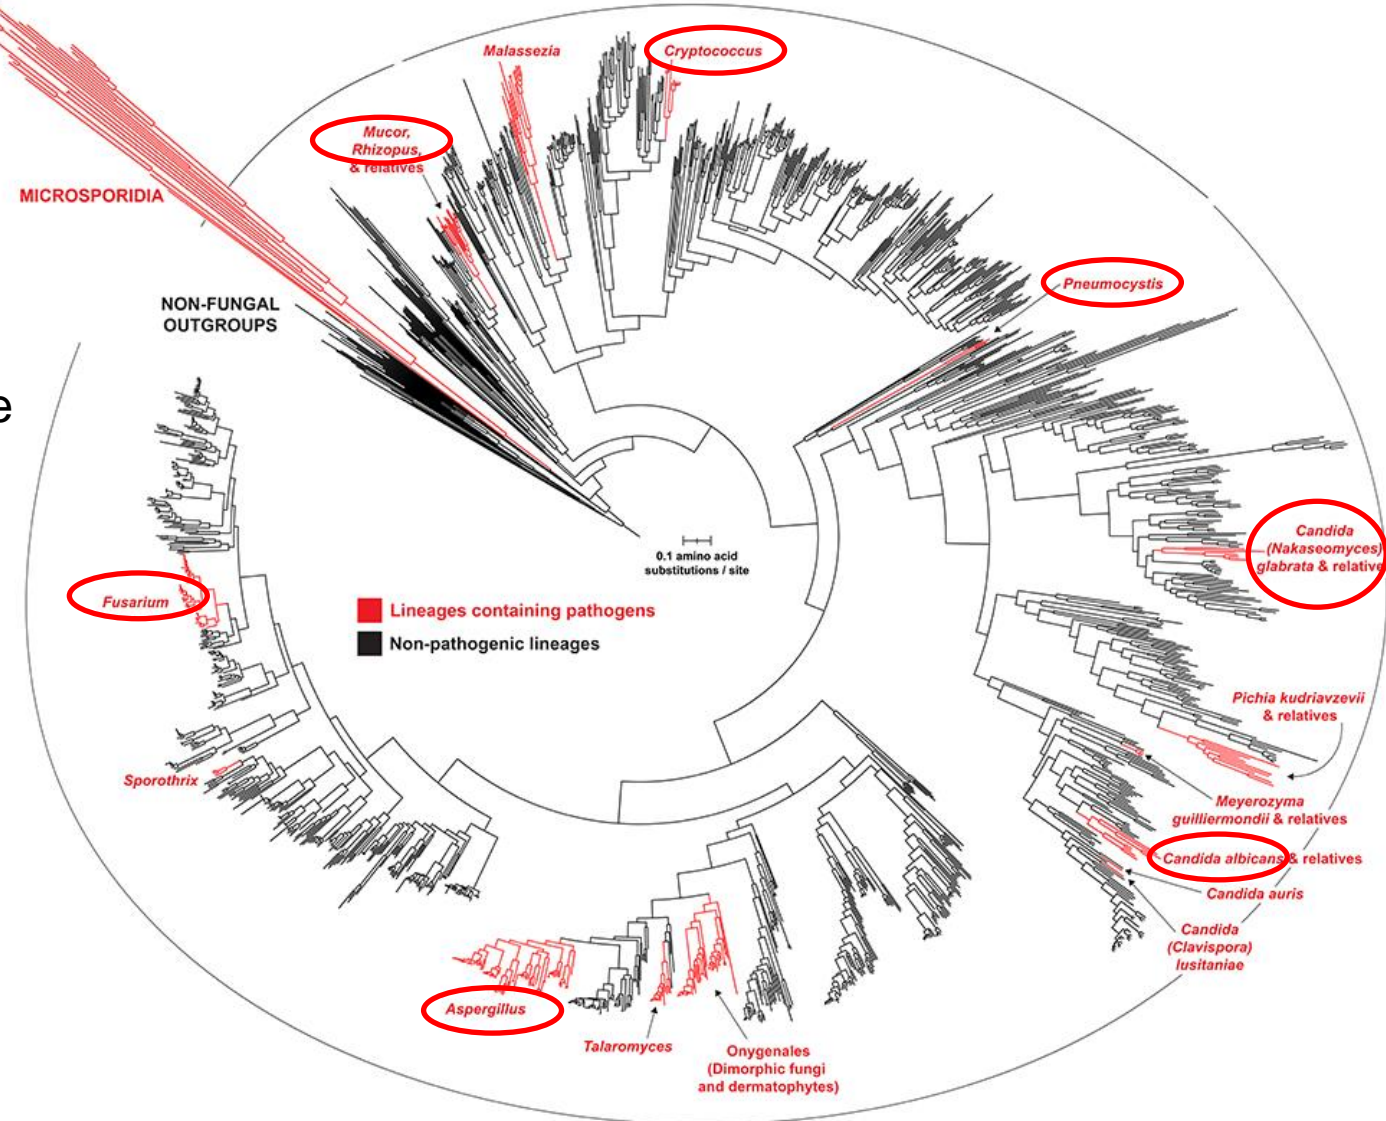 Malassezia
Cryptococcus
Mucor,
Rhizopus,
& relatives
MICROSPORIDIA
Pneumocystis
NON-FUNGAL
OUTGROUPS
e
Candida
(Nakaseomyces)
glabrata & relative
0.1 amino acid
substitutions / site
Fusarium
Lineages containing pathogens
Non-pathogenic lineages
Pichia kudriavzevii
& relatives
Sporothrix
Meyerozyma
guilliermondii & relatives
Candida albicans & relatives
Candida auris
Candida
(Clavispora)
lusitaniae
Aspergillus
Talaromyces
Onygenales
(Dimorphic fungi
and dermatophytes)